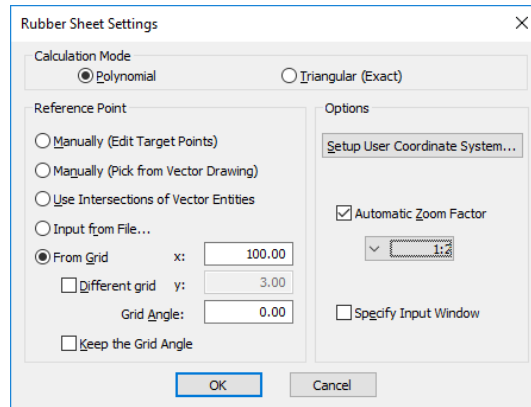 Rubber Sheet Settings
Calculation Mode
Polynomial
Triangular (Exact)
Reference Point
Manually (Edit Target Points)
Manually (Pick from Vector Drawing)
Use Intersections of Vector Entities
Input from File...
From Grid x: 100.00
Different grid y: 3.00
Grid Angle: 0.00
Keep the Grid Angle
Options
Setup User Coordinate System...
Automatic Zoom Factor
1:2
Specify Input Window
OK
Cancel